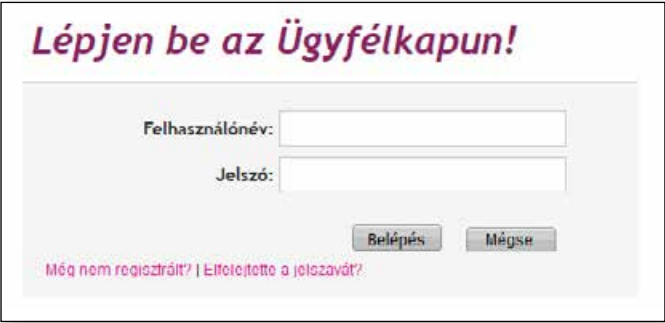 Lépjen be az Ügyfélkapun!
Felhasználónév:
Jelszó:
Belépés Mégse
Még nem regisztrált? | Elfelejtette a jelszavát?